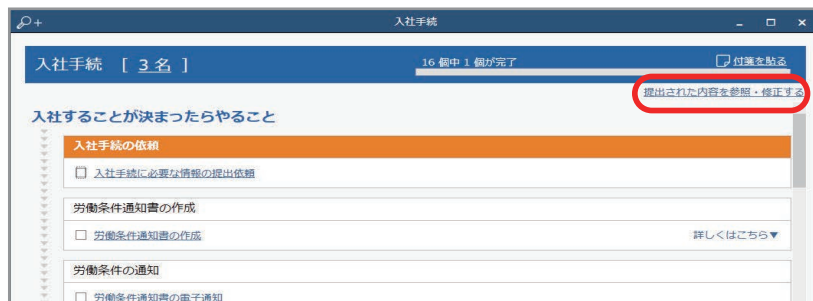 入社手続
入社手続 [ 3名 ]
16 個中 1 個が完了
付箋を貼る
提出された内容を参照・修正する
入社することが決まったらやること
入社手続の依頼
入社手続に必要な情報の提出依頼
労働条件通知書の作成
労働条件通知書の作成
詳しくはこちら▼
労働条件の通知
労働条件通知書の電子通知